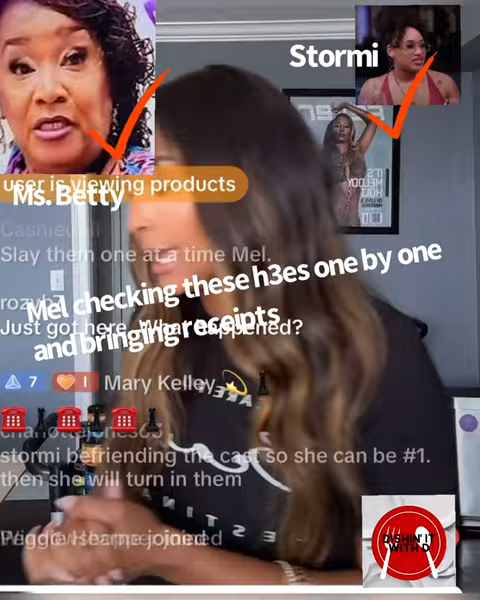 Stormi
user is viewing products
Ms. Betty
Slay them one at a time Mel.
Mel checking these h3es one by one
Just got here. What happened?
and bringing receipts
7
1 Mary Kelley
stormi befriending the cast so she can be #1.
then she will turn in them
joined
DISHIN' IT
WITH D